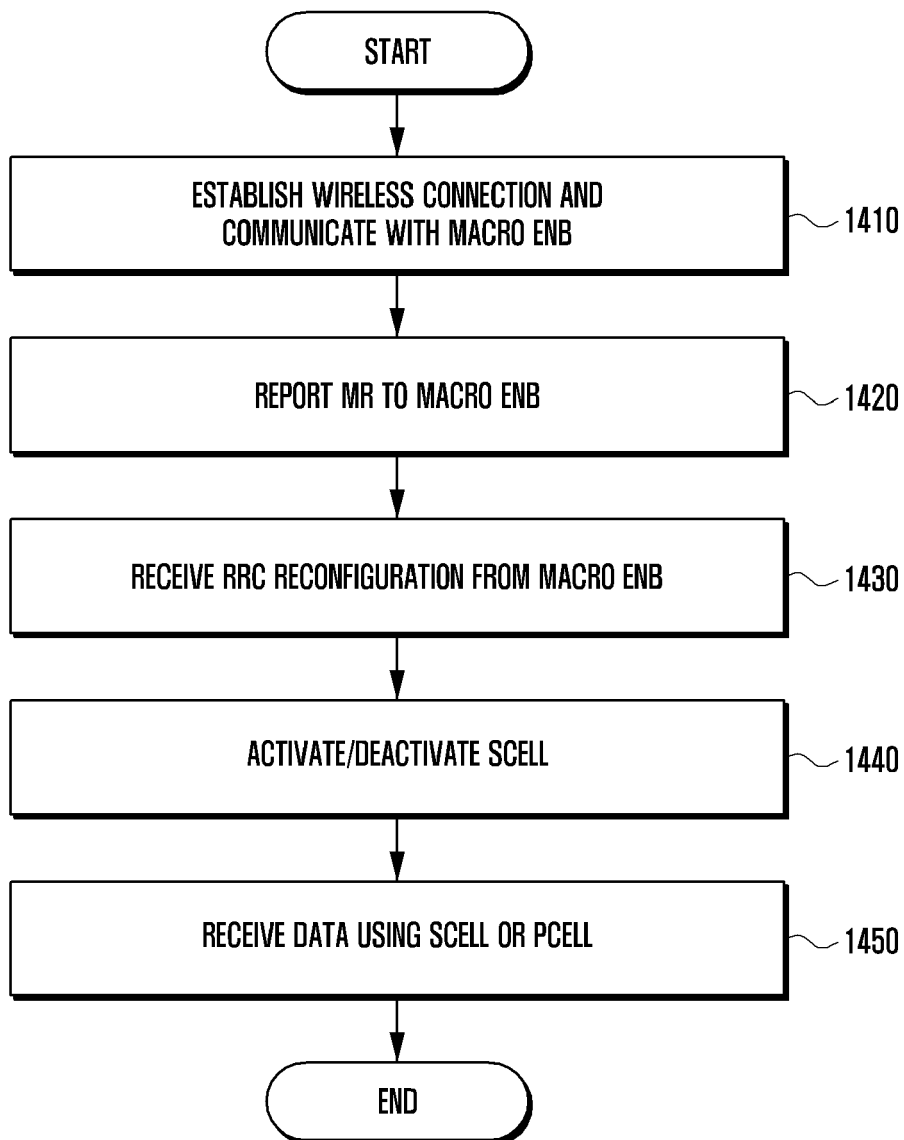 START
ESTABLISH WIRELESS CONNECTION AND
COMMUNICATE WITH MACRO ENB
1410
REPORT MR TO MACRO ENB
1420
RECEIVE RRC RECONFIGURATION FROM MACRO ENB
1430
ACTIVATE/DEACTIVATE SCELL
1440
RECEIVE DATA USING SCELL OR PCELL
1450
END